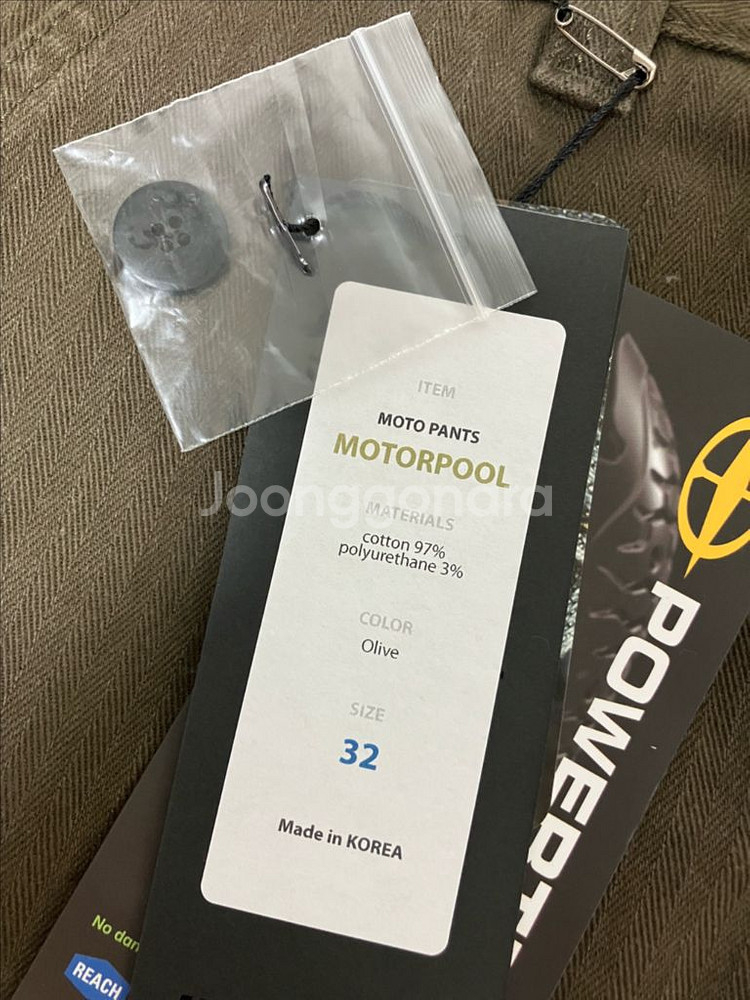 ITEM
MOTO PANTS
MOTORPOOL
Joonggonara
MATERIALS
cotton 97%
polyurethane 3%
COLOR
Olive
SIZE
32
Made in KOREA
POWERT
No dan
REACH